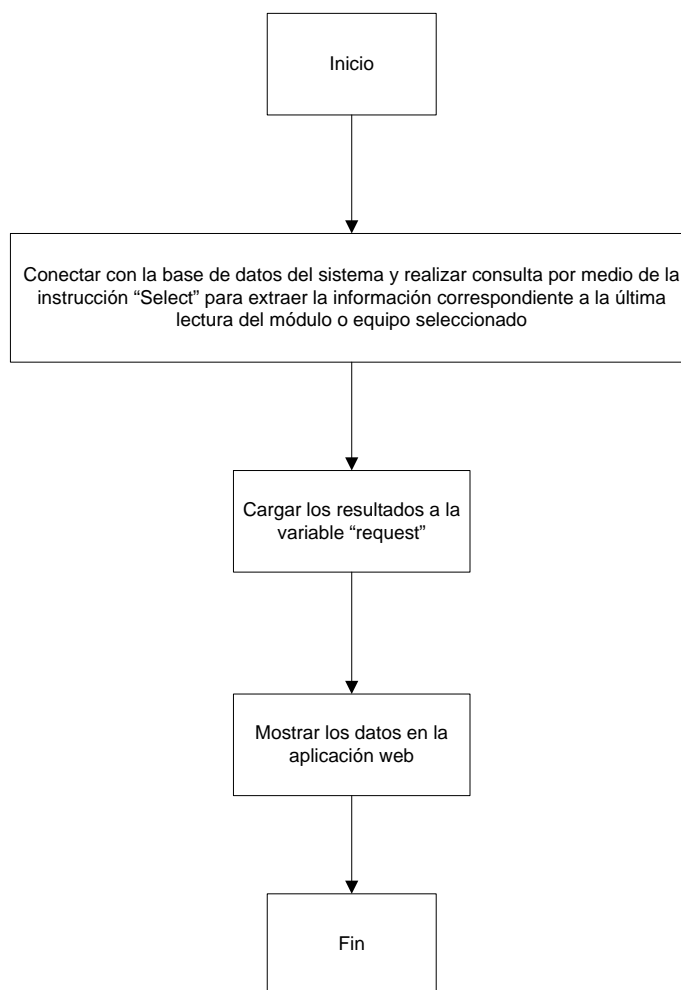 Inicio
Conectar con la base de datos del sistema y realizar consulta por medio de la
instrucción “Select” para extraer la información correspondiente a la última
lectura del módulo o equipo seleccionado
Cargar los resultados a la
variable “request”
Mostrar los datos en la
aplicación web
Fin